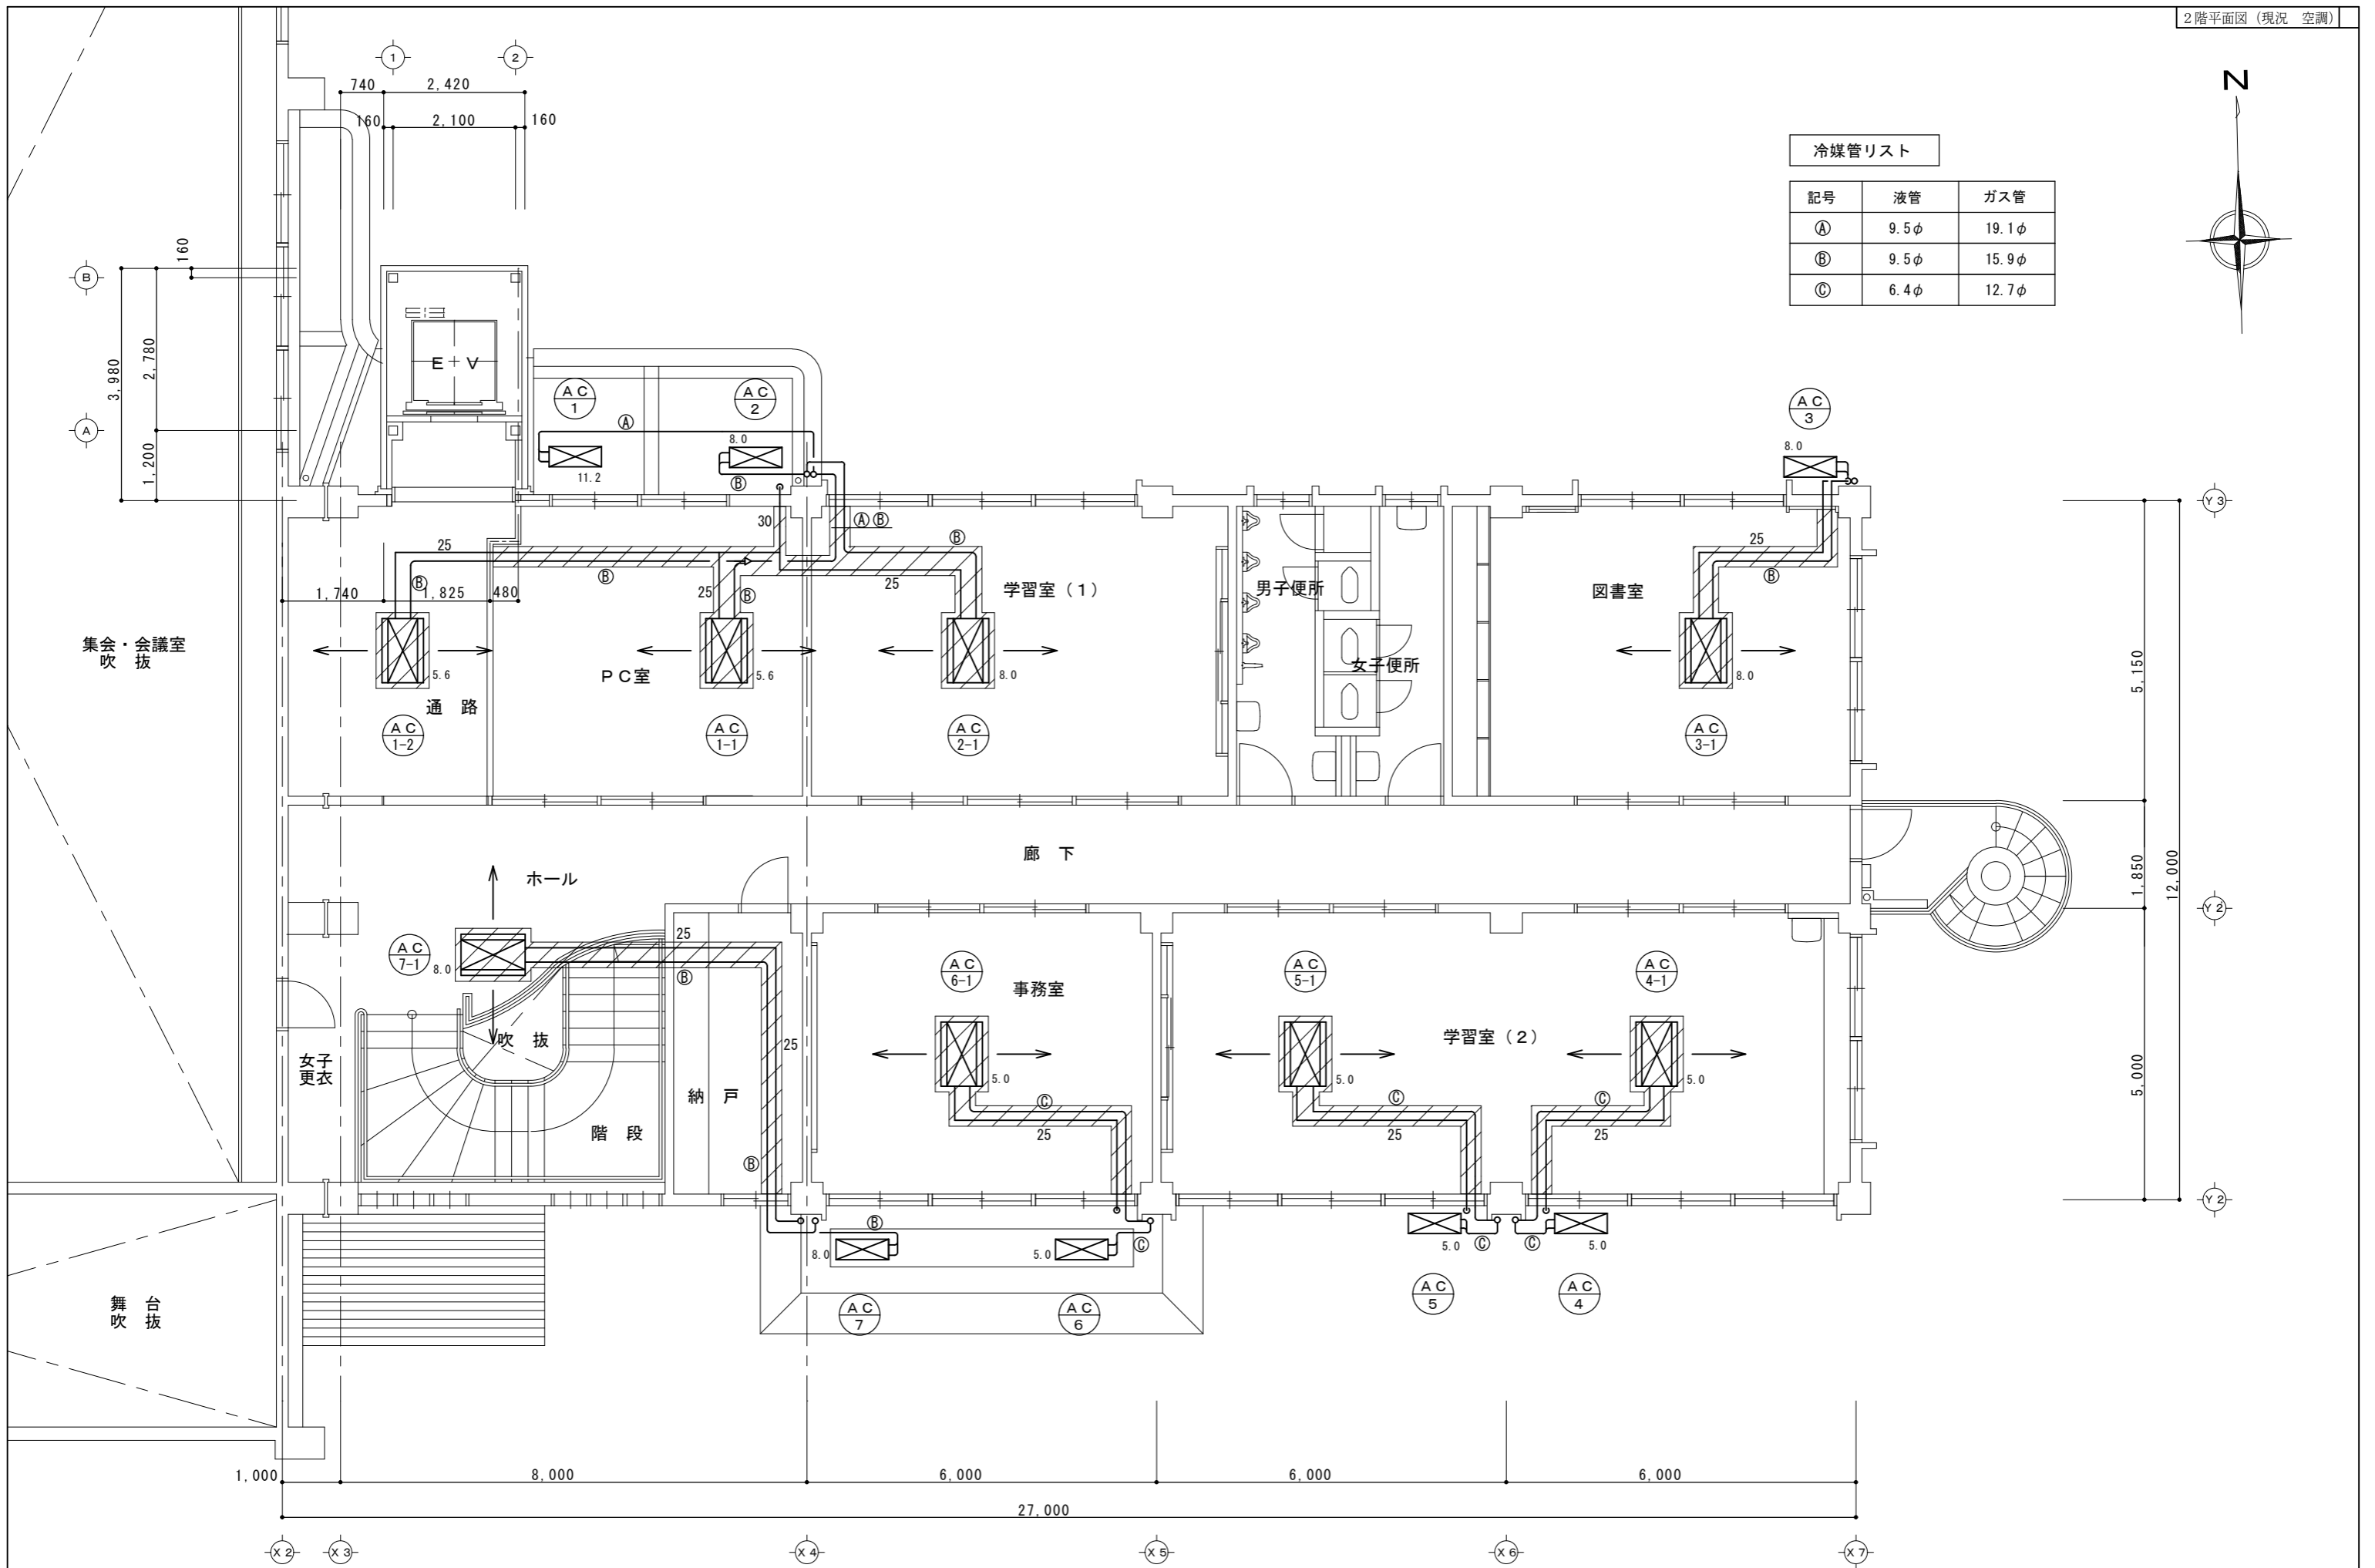 2階平面図（現況　空調）
1
2
740
2,420
160
2,100
160
N
冷媒管リスト
記号　液管　ガス管
Ⓐ　9.5φ　19.1φ
Ⓑ　9.5φ　15.9φ
Ⓒ　6.4φ　12.7φ
B
A
160
3,980
2,780
1,200
E V
AC
1
AC
2
AC
3
Ⓐ
11.2
8.0
Ⓑ
8.0
30
ⒶⒷ
Ⓑ
25
Ⓑ
Ⓑ
25
Ⓑ
25
25
Ⓑ
1,740
1,825
480
集会・会議室
吹　抜
通　路
5.6
AC
1-2
ＰＣ室
5.6
AC
1-1
学習室（1）
8.0
AC
2-1
男子便所
女子便所
図書室
8.0
AC
3-1
Y3
5,150
1,850
12,000
Y2
5,000
Y2
廊　下
ホール
AC
7-1
8.0
25
Ⓑ
吹　抜
女子
更衣
階　段
納　戸
25
Ⓑ
AC
6-1
事務室
5.0
Ⓒ
25
AC
5-1
5.0
Ⓒ
25
学習室（2）
AC
4-1
5.0
Ⓒ
25
Ⓑ
8.0
5.0
Ⓒ
5.0
Ⓒ
Ⓒ
5.0
AC
7
AC
6
AC
5
AC
4
舞　台
吹　抜
1,000
8,000
6,000
6,000
6,000
27,000
X2
X3
X4
X5
X6
X7